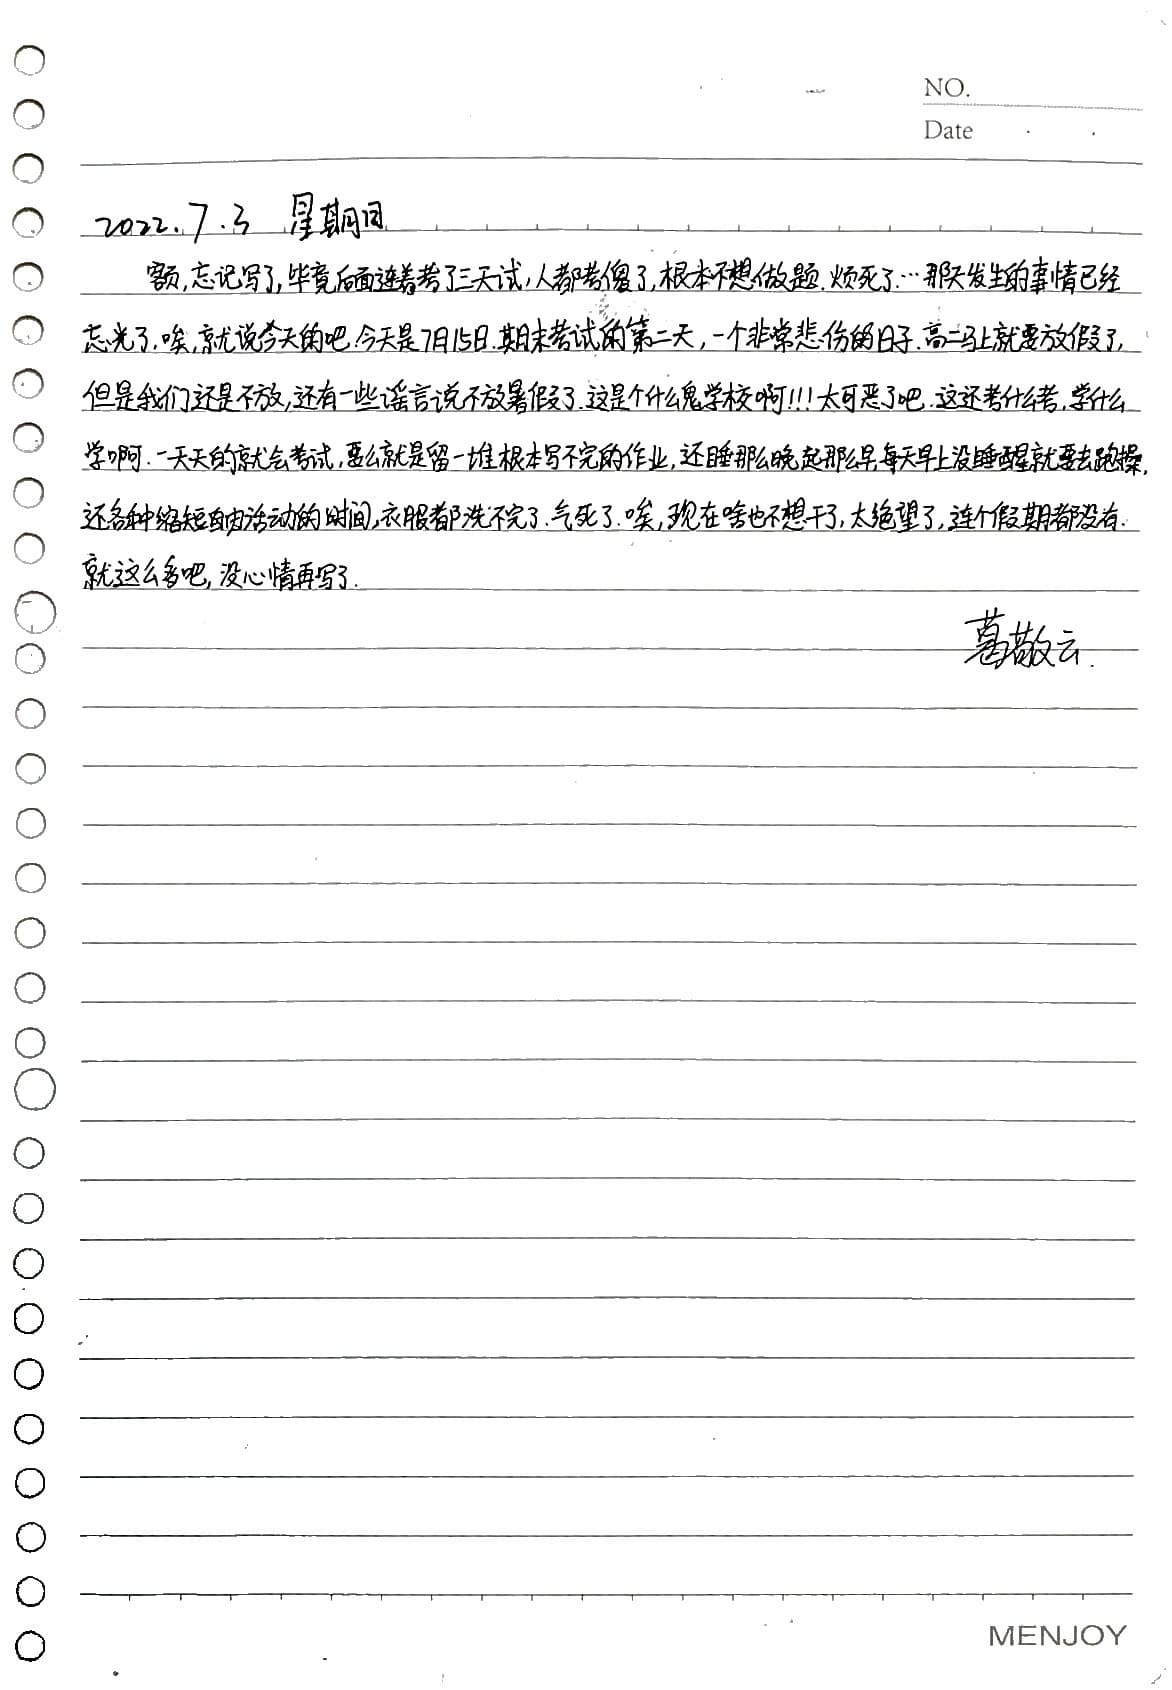 NO.
Date
2022.7.3 星期日
额,忘记写了,毕竟后面连着考了三天试,人都考傻了,根本不想做题.烦死了…那天发生的事情已经
忘光了.唉,就说今天的吧.今天是7月15日.期末考试的第二天,一个非常悲伤的日子.高二马上就要放假了,
但是我们还是不放,还有一些谣言说不放暑假了.这是个什么鬼学校啊!!!太可恶了吧.这还考什么考,学什么
学啊.一天天的就会考试,要么就是留一堆根本写不完的作业,还睡那么晚起那么早,每天早上没睡醒就要去跑操,
还各种缩短自由活动的时间,衣服都洗不完了.气死了.唉,现在啥也不想干了,太绝望了,连个假期都没有.
就这么多吧,没心情再写了.
葛敬云.
MENJOY